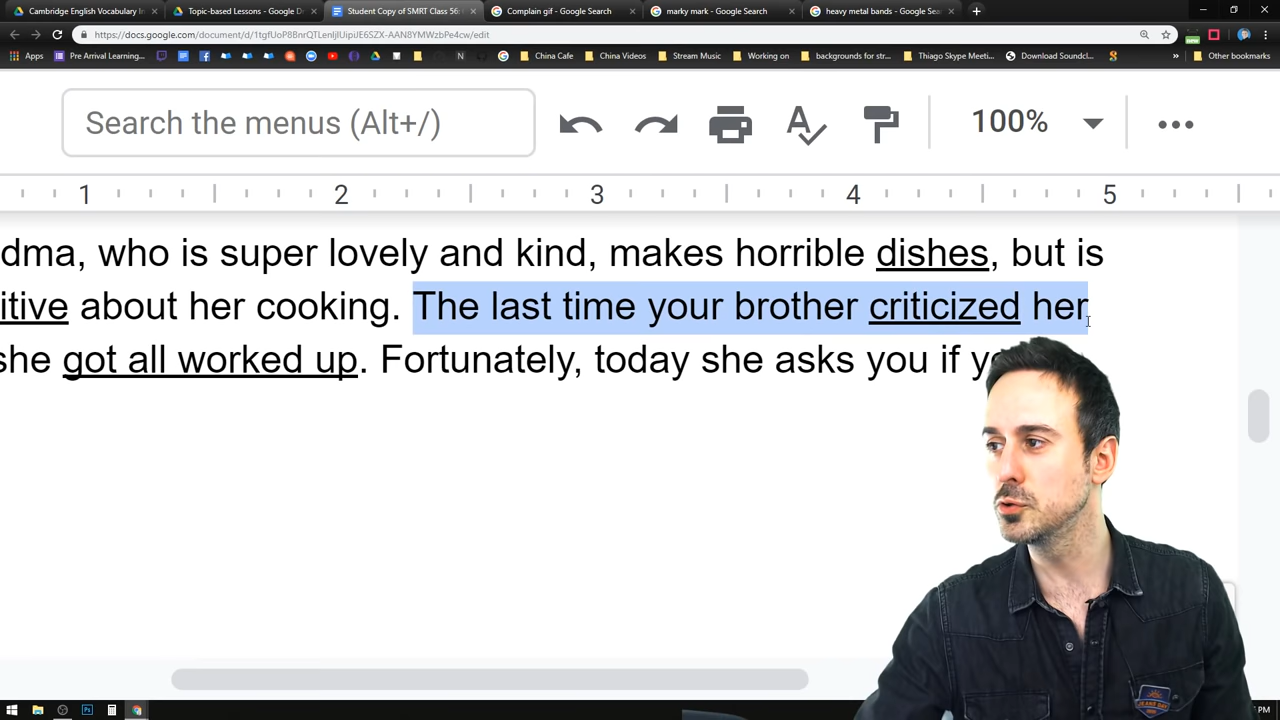 Cambridge English Vocabulary In
Topic-based Lessons - Google D
Student Copy of SMRT Class 56:
Complain gif - Google Search
marky mark - Google Search
heavy metal bands - Google Sea
https://docs.google.com/document/d/1tgfUoP8BnrQTLenIjlUipiJE6SZX-AAN8YMWzbPe4cw/edit
Apps
Pre Arrival Learning...
China Cafe
China Videos
Stream Music
Working on
backgrounds for str...
Thiago Skype Meeti...
Download Soundcl...
Other bookmarks
Search the menus (Alt+/)
100%
1 2 3 4 5
dma, who is super lovely and kind, makes horrible dishes, but is
itive about her cooking. The last time your brother criticized her
she got all worked up. Fortunately, today she asks you if y
PM